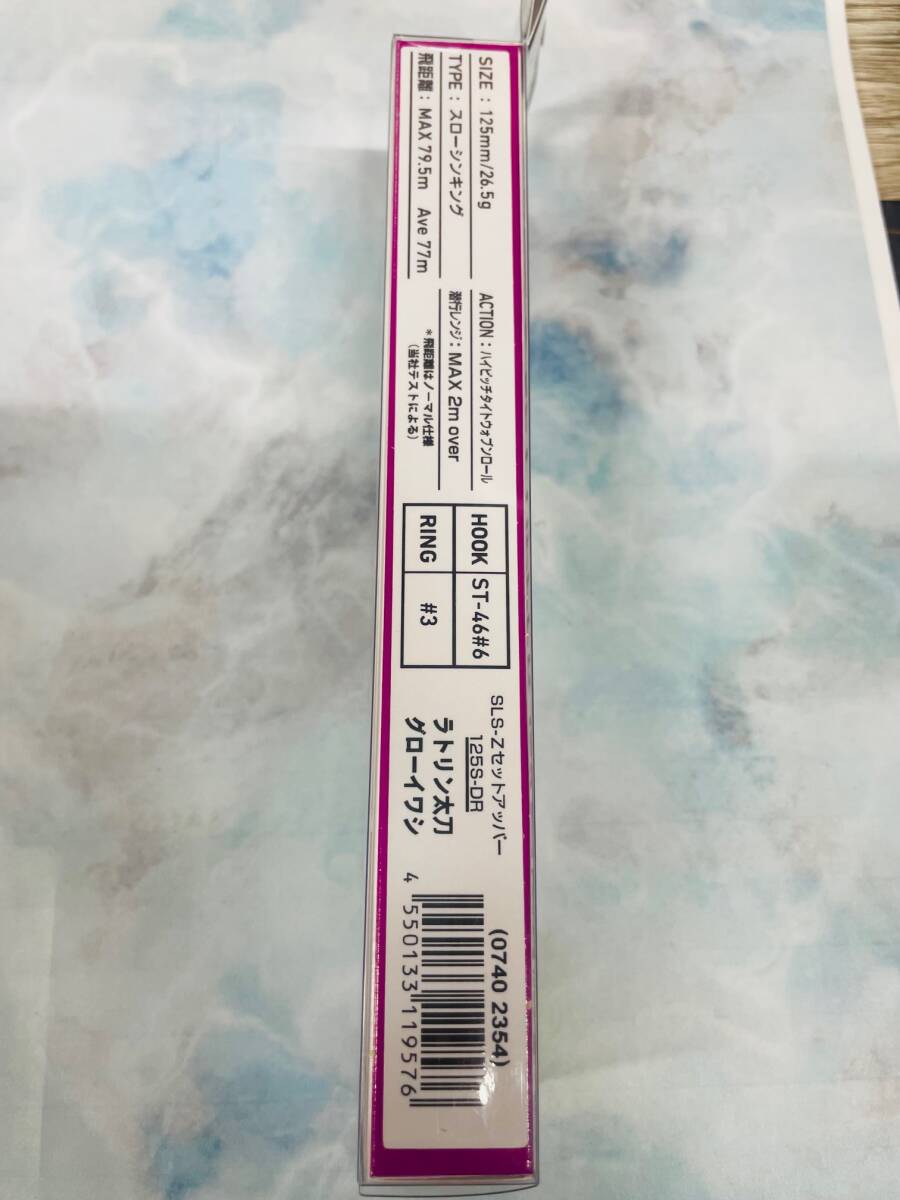 SIZE : 125mm/26.5g
TYPE : スローシンキング
飛距離 : MAX 79.5m Ave 77m
ACTION : ハイピッチタイトウォブンロール
潜行レンジ : MAX 2m over
*飛距離はノーマル仕様
(当社テストによる)
HOOK ST-46#6
RING #3
SLS-Zセットアッパー
125S-DR
ラトリン太刀
グローイワシ
(0740 2354)
4 550133 119576